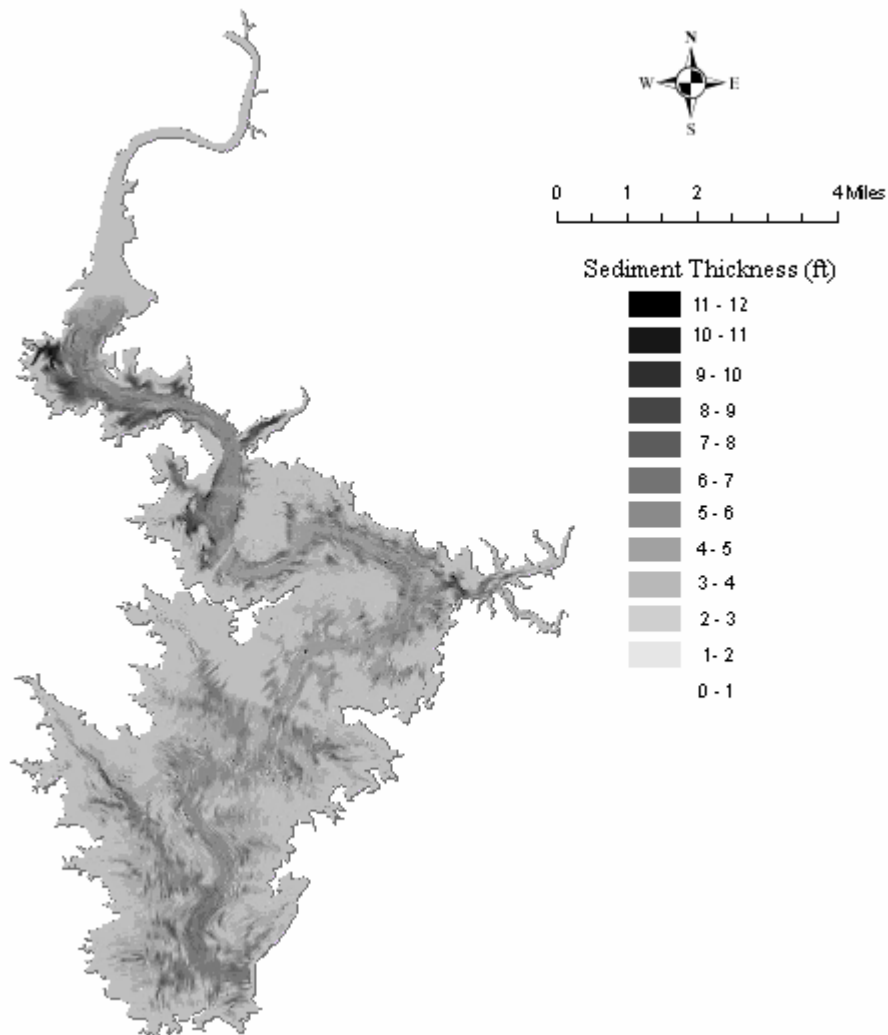 N
W E
S
0 1 2 4 Miles
Sediment Thickness (ft)
11 - 12
10 - 11
9 - 10
8 - 9
7 - 8
6 - 7
5 - 6
4 - 5
3 - 4
2 - 3
1 - 2
0 - 1